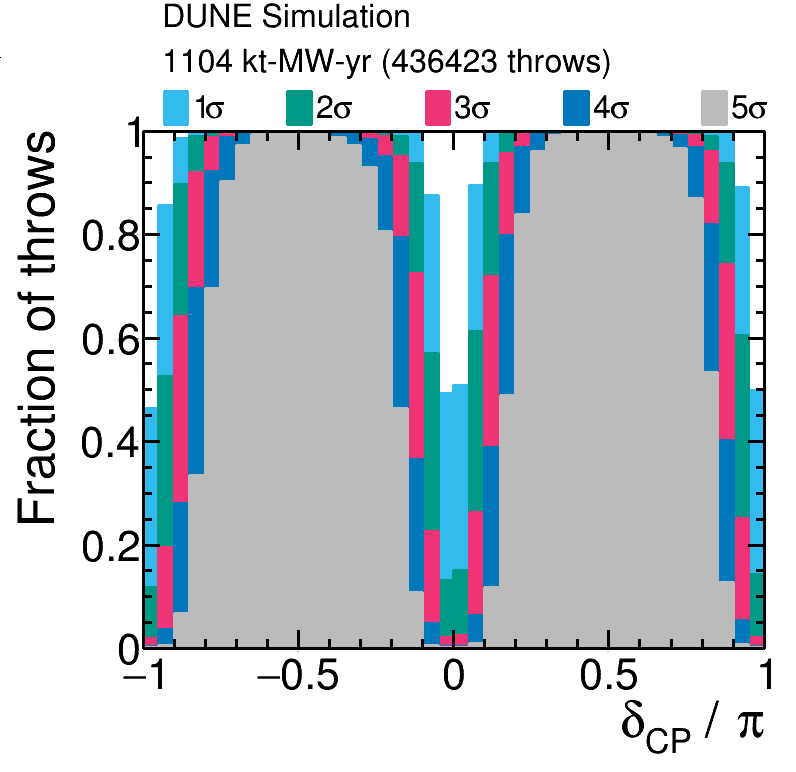 DUNE Simulation
1104 kt-MW-yr (436423 throws)
1σ 2σ 3σ 4σ 5σ
Fraction of throws
1
0.8
0.6
0.4
0.2
0
−1 −0.5 0 0.5 1
δCP / π